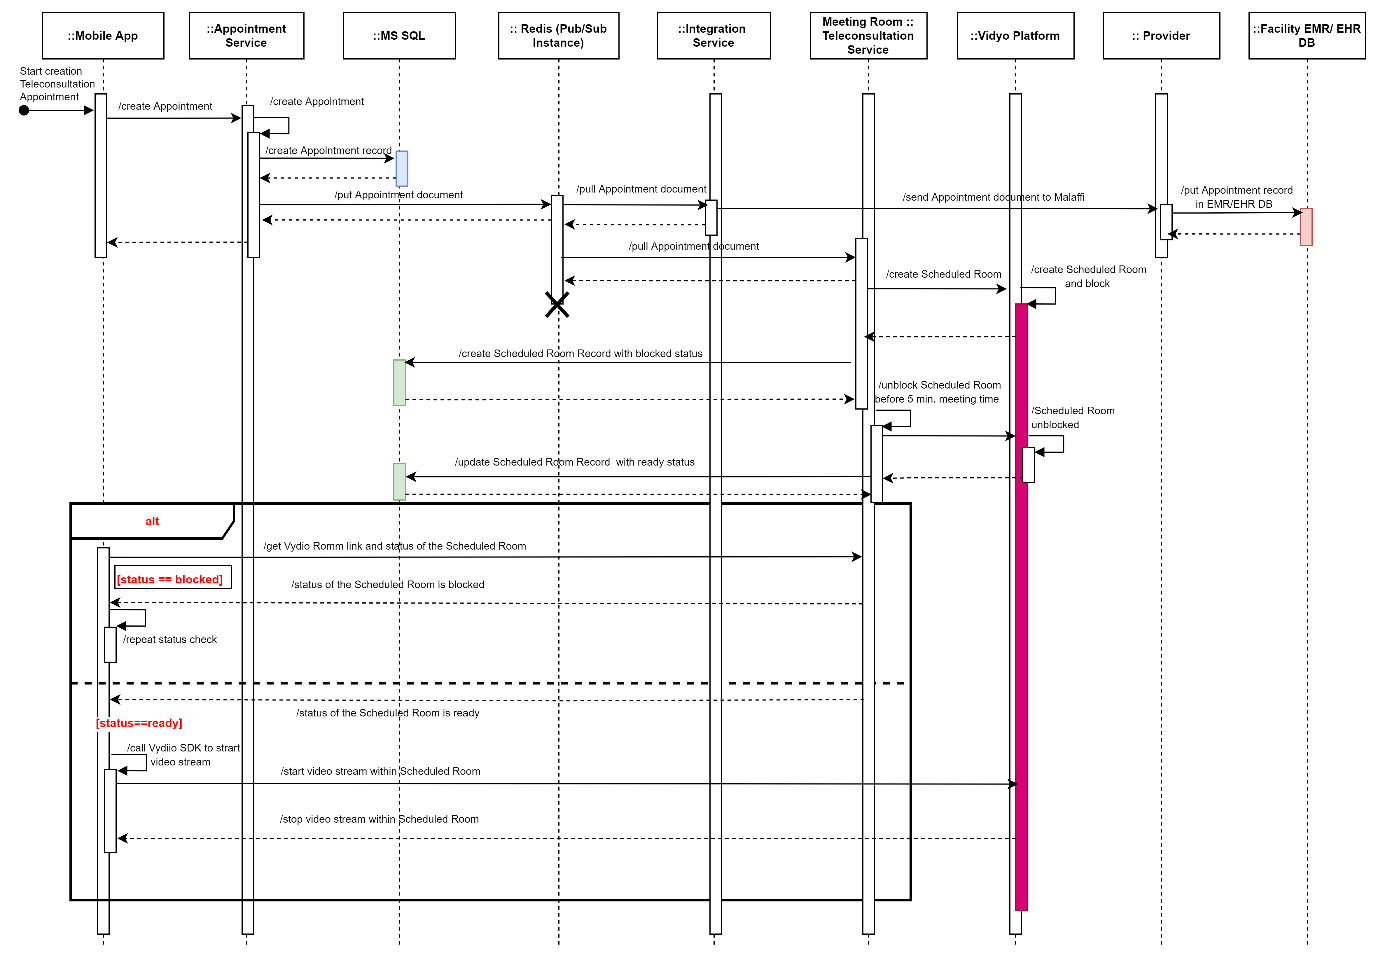 ::Mobile App
::Appointment
Service
::MS SQL
:: Redis (Pub/Sub
Instance)
::Integration
Service
Meeting Room ::
Teleconsultation
Service
::Vidyo Platform
:: Provider
::Facility EMR/ EHR
DB
Start creation
Teleconsultation
Appointment
/create Appointment
/create Appointment
/create Appointment record
/put Appointment document
/pull Appointment document
/send Appointment document to Malaffi
/put Appointment record
in EMR/EHR DB
/pull Appointment document
/create Scheduled Room
/create Scheduled Room
and block
/create Scheduled Room Record with blocked status
/unblock Scheduled Room
before 5 min. meeting time
/Scheduled Room
unblocked
/update Scheduled Room Record  with ready status
alt
/get Vydio Romm link and status of the Scheduled Room
[status == blocked]
/status of the Scheduled Room is blocked
/repeat status check
/status of the Scheduled Room is ready
[status==ready]
/call Vydiio SDK to strart
video stream
/start video stream within Scheduled Room
/stop video stream within Scheduled Room